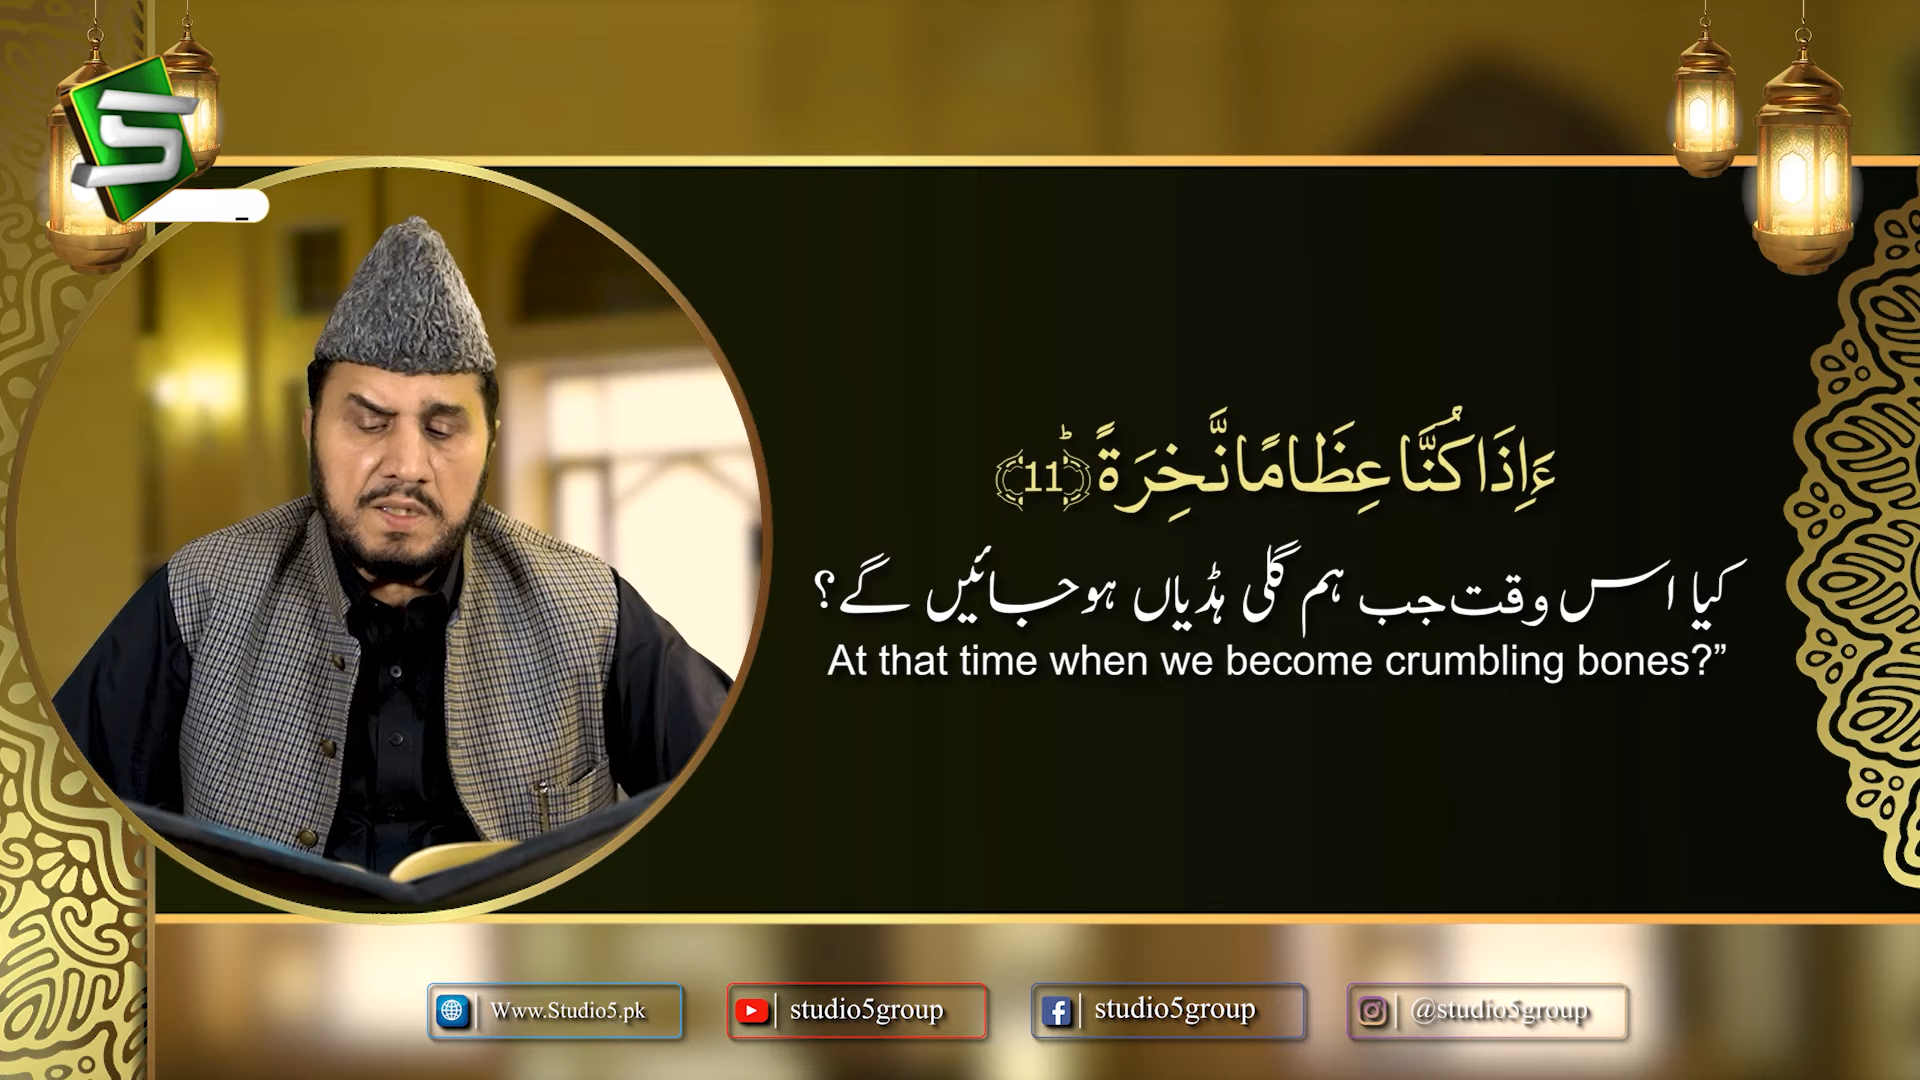 ءَاِذَا كُنَّا عِظَامًا نَّخِرَةً ﴿11﴾ؕ
کیا اس وقت جب ہم گلی ہڈیاں ہو جائیں گے؟
At that time when we become crumbling bones?”
Www.Studio5.pk
studio5group
studio5group
@studio5group